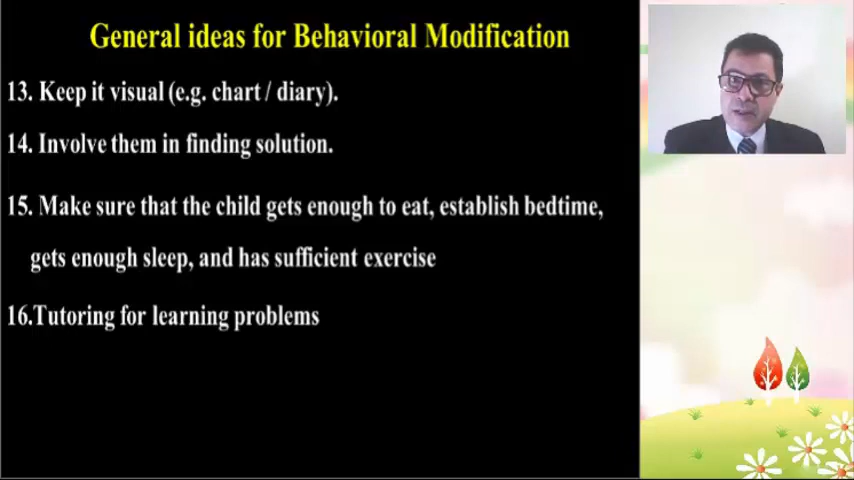 General ideas for Behavioral Modification
13. Keep it visual (e.g. chart / diary).
14. Involve them in finding solution.
15. Make sure that the child gets enough to eat, establish bedtime,
gets enough sleep, and has sufficient exercise
16.Tutoring for learning problems